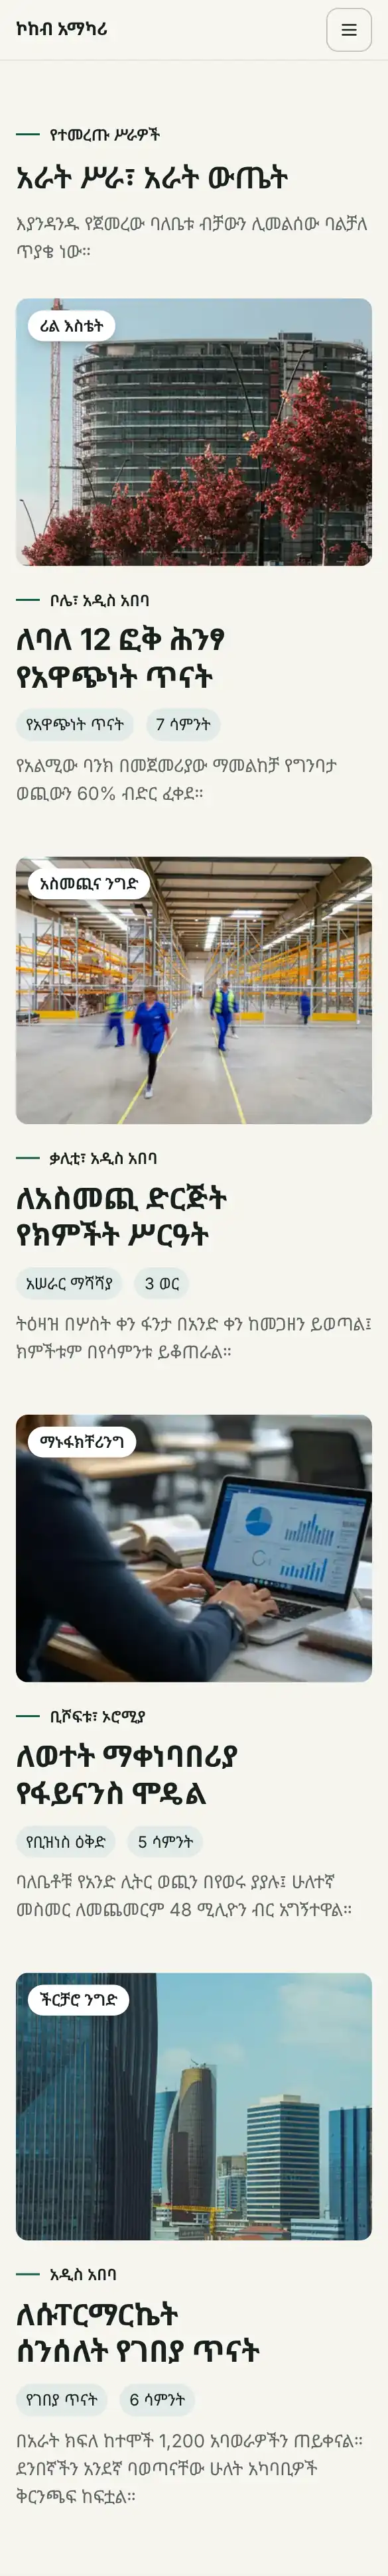 ኮከብ አማካሪ
የተመረጡ ሥራዎች
አራት ሥራ፣ አራት ውጤት
እያንዳንዱ የጀመረው ባለቤቱ ብቻውን ሊመልሰው ባልቻለ
ጥያቄ ነው።
ሪል እስቴት
ቦሌ፣ አዲስ አበባ
ለባለ 12 ፎቅ ሕንፃ
የአዋጭነት ጥናት
የአዋጭነት ጥናት
7 ሳምንት
የአልሚው ባንክ በመጀመሪያው ማመልከቻ የግንባታ
ወጪውን 60% ብድር ፈቀደ።
አስመጪና ንግድ
ቃሊቲ፣ አዲስ አበባ
ለአስመጪ ድርጅት
የክምችት ሥርዓት
አሠራር ማሻሻያ
3 ወር
ትዕዛዝ በሦስት ቀን ፋንታ በአንድ ቀን ከመጋዘን ይወጣል፤
ክምችቱም በየሳምንቱ ይቆጠራል።
ማኑፋክቸሪንግ
ቢሾፍቱ፣ ኦሮሚያ
ለወተት ማቀነባበሪያ
የፋይናንስ ሞዴል
የቢዝነስ ዕቅድ
5 ሳምንት
ባለቤቶቹ የአንድ ሊትር ወጪን በየወሩ ያያሉ፤ ሁለተኛ
መስመር ለመጨመርም 48 ሚሊዮን ብር አግኝተዋል።
ችርቻሮ ንግድ
አዲስ አበባ
ለሱፐርማርኬት
ሰንሰለት የገበያ ጥናት
የገበያ ጥናት
6 ሳምንት
በአራት ክፍለ ከተሞች 1,200 አባወራዎችን ጠይቀናል።
ደንበኛችን አንደኛ ባወጣናቸው ሁለት አካባቢዎች
ቅርንጫፍ ከፍቷል።